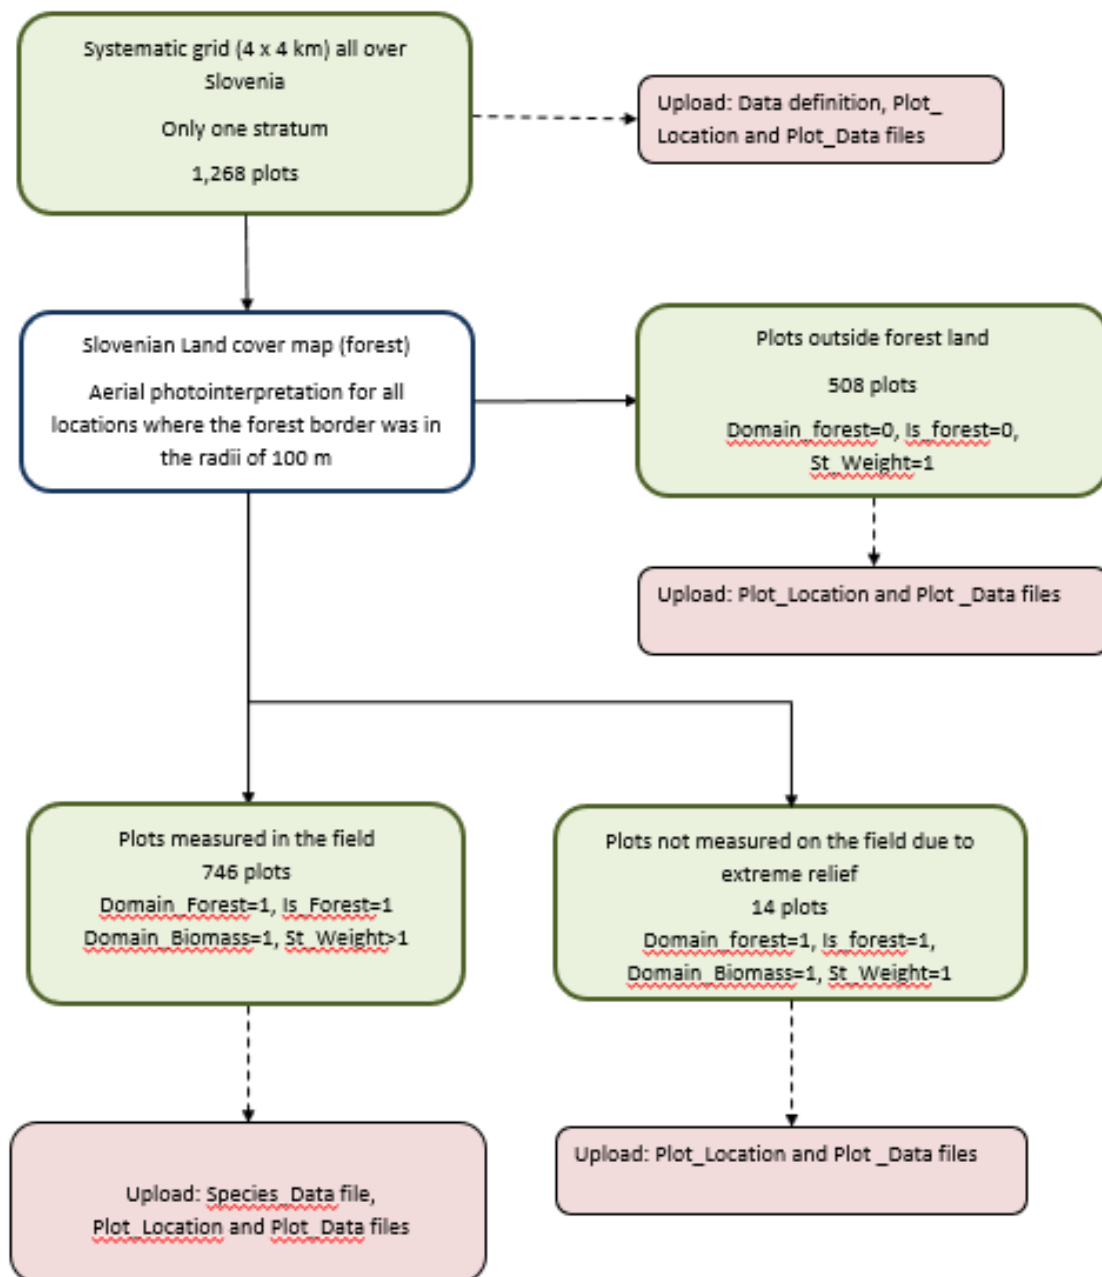 Systematic grid (4 x 4 km) all over
Slovenia
Only one stratum
1,268 plots
Upload: Data definition, Plot_
Location and Plot_Data files
Slovenian Land cover map (forest)
Aerial photointerpretation for all
locations where the forest border was in
the radii of 100 m
Plots outside forest land
508 plots
Domain_forest=0, Is_forest=0,
St_Weight=1
Upload: Plot_Location and Plot _Data files
Plots measured in the field
746 plots
Domain_Forest=1, Is_Forest=1
Domain_Biomass=1, St_Weight>1
Plots not measured on the field due to
extreme relief
14 plots
Domain_forest=1, Is_forest=1,
Domain_Biomass=1, St_Weight=1
Upload: Species_Data file,
Plot_Location and Plot_Data files
Upload: Plot_Location and Plot _Data files